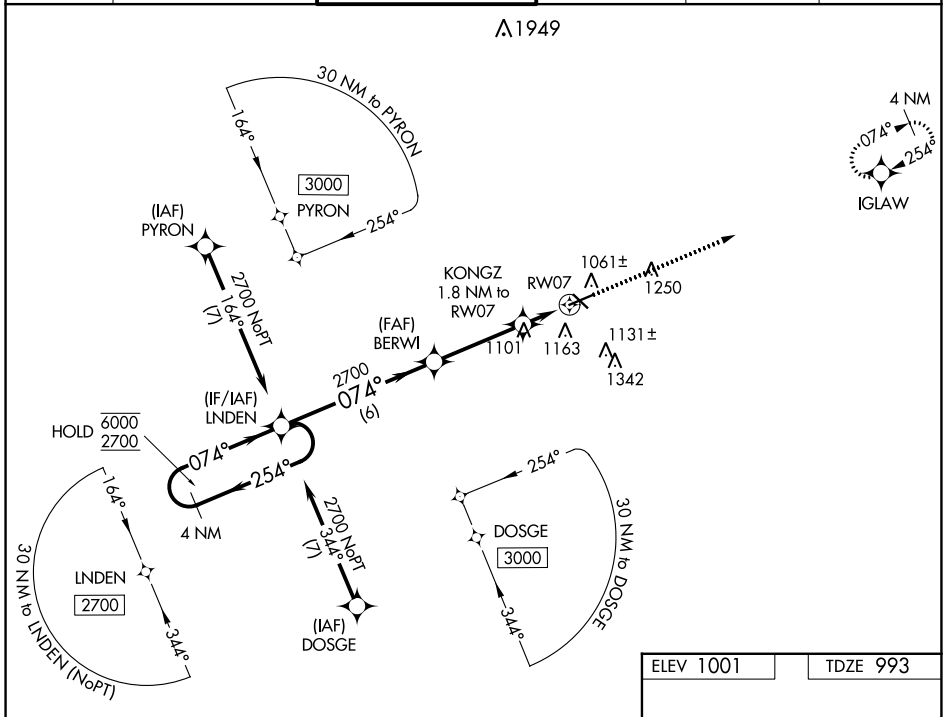 1949
30 NM to PYRON
164°
3000
PYRON
254°
4 NM
074°
254°
IGLAW
(IAF)
PYRON
2700 NoPT
164°
(7)
KONGZ
1.8 NM to
RW07
RW07
1061±
1250
1101
1163
1131±
1342
(FAF)
BERWI
2700
074°
(6)
(IF/IAF)
LNDEN
HOLD
6000
2700
074°
254°
4 NM
2700 NoPT
344°
(7)
(IAF)
DOSGE
164°
LNDEN
2700
344°
30 NM to LNDEN (NoPT)
254°
DOSGE
3000
344°
30 NM to DOSGE
ELEV 1001
TDZE 993